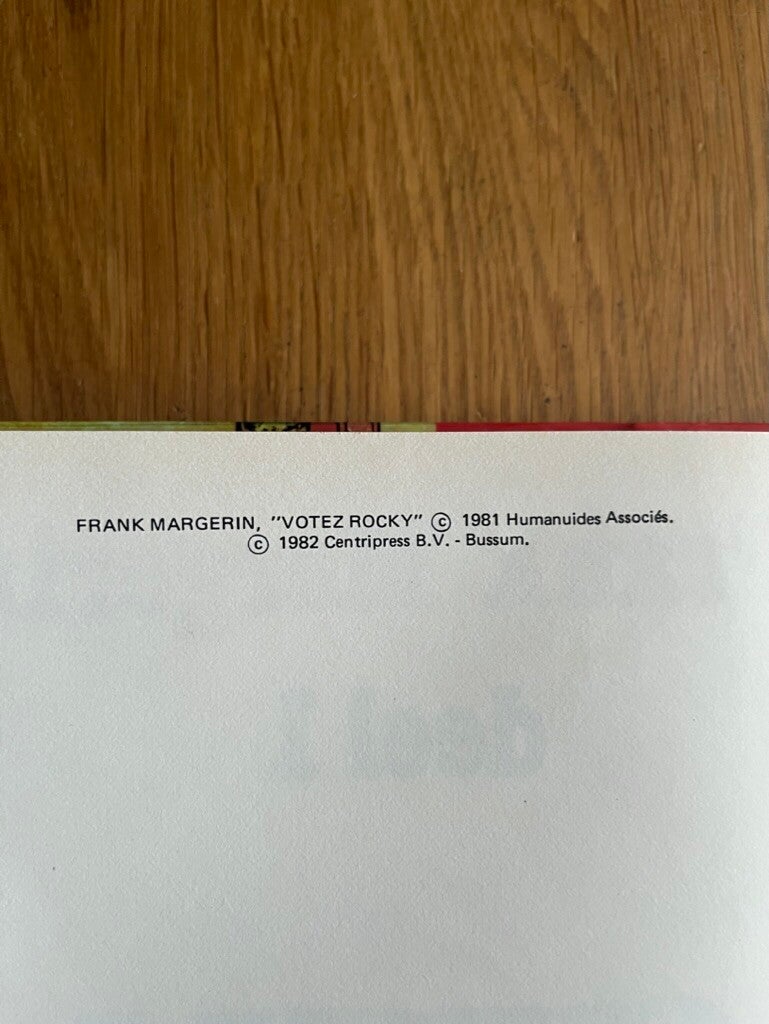 FRANK MARGERIN, "VOTEZ ROCKY" © 1981 Humanuides Associés.
© 1982 Centripress B.V. - Bussum.